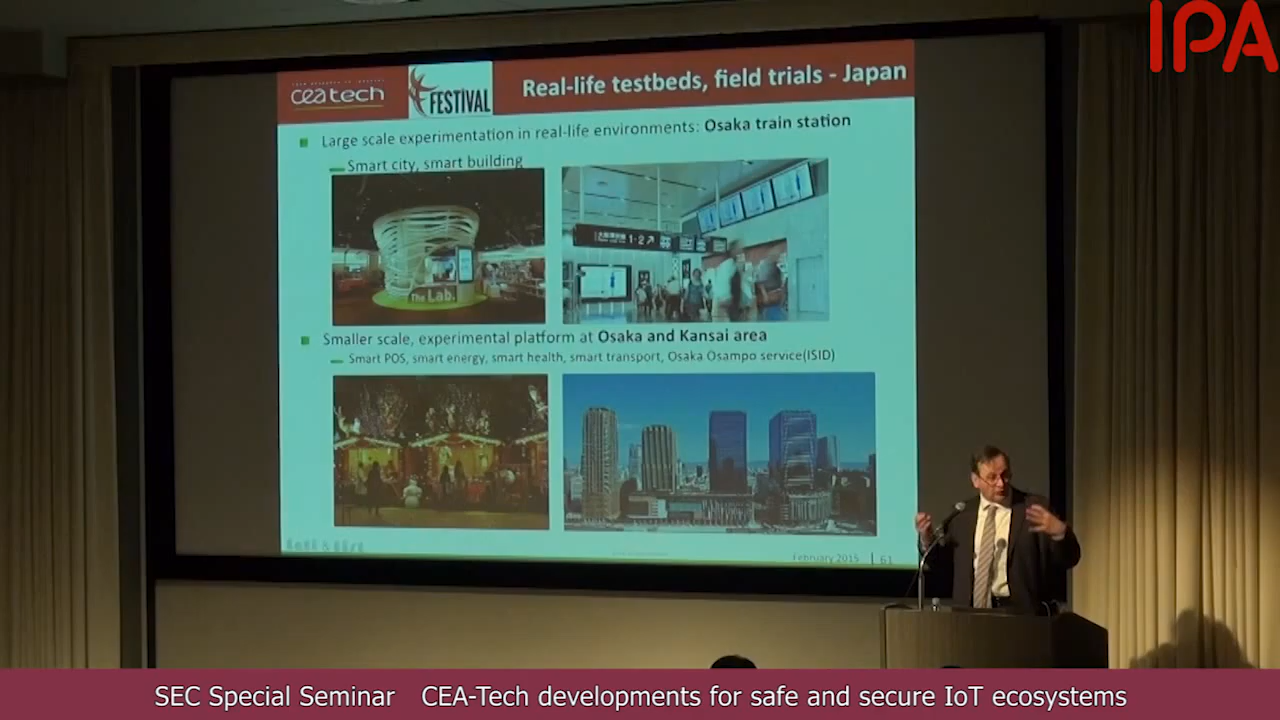 IPA
ceatech
FESTIVAL
Real-life testbeds, field trials - Japan
Large scale experimentation in real-life environments: Osaka train station
Smart city, smart building
1·2
The Lab.
Smaller scale, experimental platform at Osaka and Kansai area
Smart POS, smart energy, smart health, smart transport, Osaka Osampo service(ISID)
February 2015 | 61
SEC Special Seminar CEA-Tech developments for safe and secure IoT ecosystems